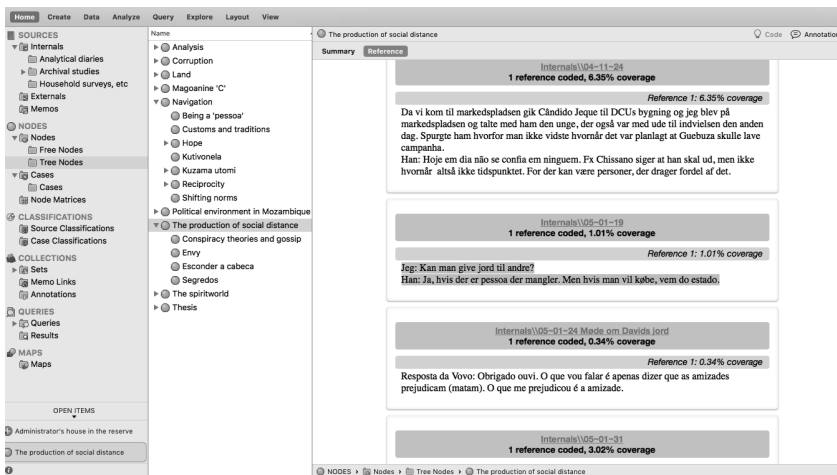 Home Create Data Analyze Query Explore Layout View
SOURCES
Internals
Analytical diaries
Archival studies
Household surveys, etc
Externals
Memos
NODES
Nodes
Free Nodes
Tree Nodes
Cases
Cases
Node Matrices
CLASSIFICATIONS
Source Classifications
Case Classifications
COLLECTIONS
Sets
Memo Links
Annotations
QUERIES
Queries
Results
MAPS
Maps
OPEN ITEMS
Administrator's house in the reserve
The production of social distance
Name
Analysis
Corruption
Land
Magoanine 'C'
Navigation
Being a 'pessoa'
Customs and traditions
Hope
Kutivonela
Kuzama utomi
Reciprocity
Shifting norms
Political environment in Mozambique
The production of social distance
Conspiracy theories and gossip
Envy
Esconder a cabeca
Segredos
The spiritworld
Thesis
The production of social distance
Code Annotation
Summary Reference
Internals\\04-11-24
1 reference coded, 6.35% coverage
Reference 1: 6.35% coverage
Da vi kom til markedspladsen gik Cândido Jeque til DCUs bygning og jeg blev på
markedspladsen og talte med ham den unge, der også var med ude til indvielsen den anden
dag. Spurgte ham hvorfor man ikke vidste hvornår det var planlagt at Guebuza skulle lave
campanha.
Han: Hoje em dia não se confia em ninguem. Fx Chissano siger at han skal ud, men ikke
hvornår altså ikke tidspunktet. For der kan være personer, der drager fordel af det.
Internals\\05-01-19
1 reference coded, 1.01% coverage
Reference 1: 1.01% coverage
Jeg: Kan man give jord til andre?
Han: Ja, hvis der er pessoa der mangler. Men hvis man vil købe, vem do estado.
Internals\\05-01-24 Møde om Davids jord
1 reference coded, 0.34% coverage
Reference 1: 0.34% coverage
Resposta da Vovo: Obrigado ouvi. O que vou falar é apenas dizer que as amizades
prejudicam (matam). O que me prejudicou é a amizade.
Internals\\05-01-31
1 reference coded, 3.02% coverage
NODES › Nodes › Tree Nodes › The production of social distance